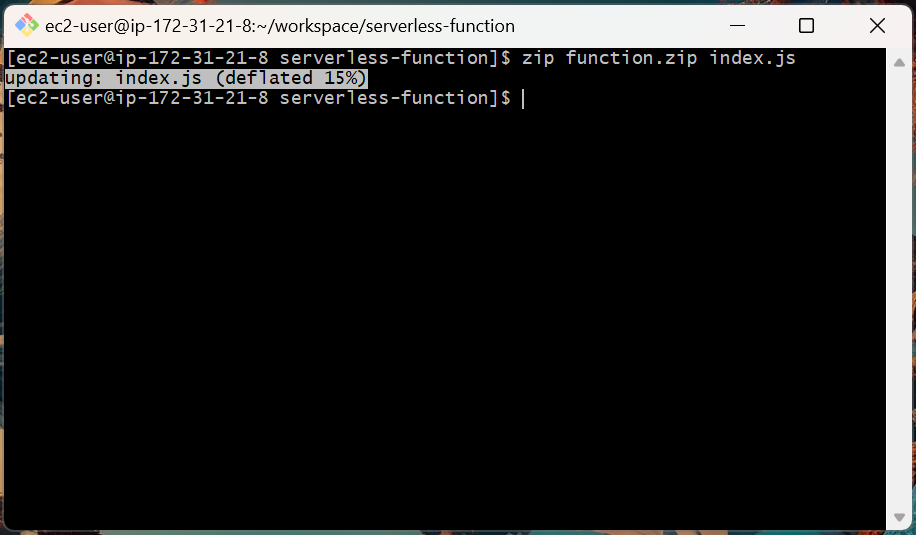 ec2-user@ip-172-31-21-8:~/workspace/serverless-function
[ec2-user@ip-172-31-21-8 serverless-function]$ zip function.zip index.js
updating: index.js (deflated 15%)
[ec2-user@ip-172-31-21-8 serverless-function]$